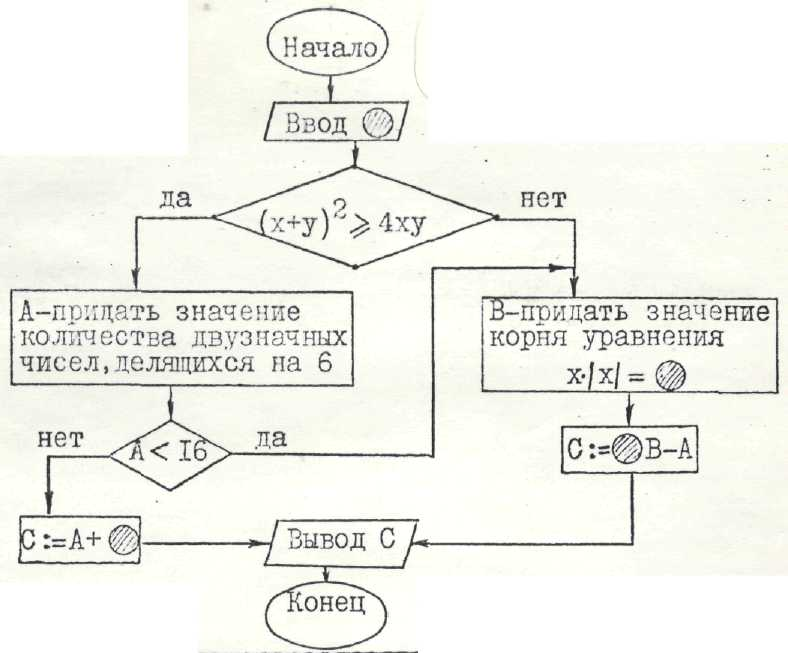 Начало
Ввод
да
нет
(x+y)² ⩾ 4xy
А-придать значение
количества двузначных
чисел, делящихся на 6
В-придать значение
корня уравнения
x·|x| =
нет
А < I6
да
С:= В-А
С:=А+
Вывод С
Конец